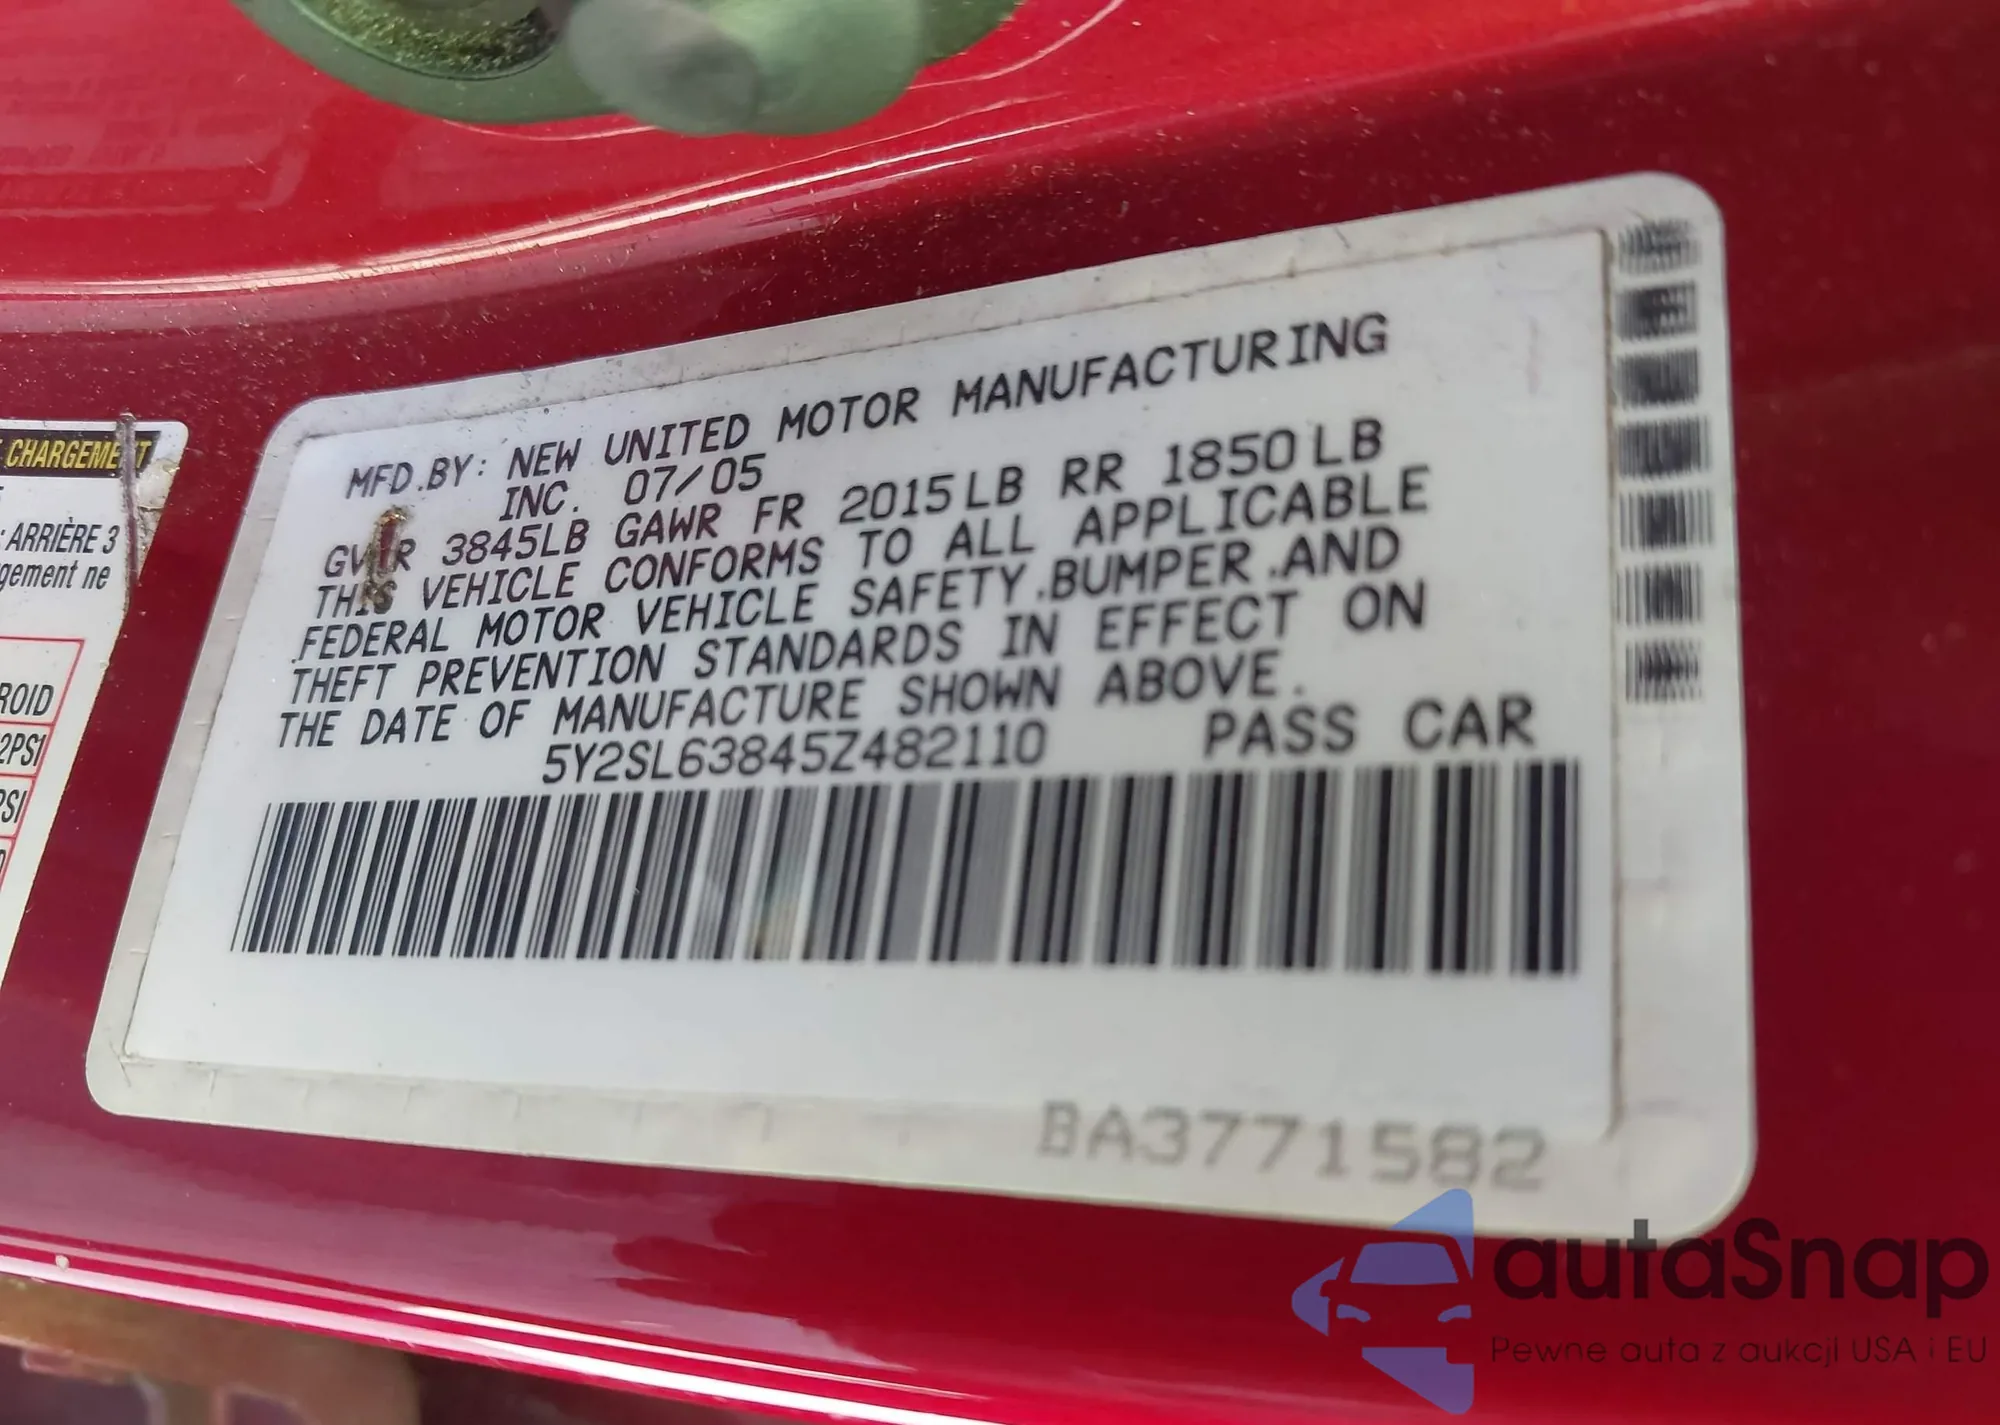 MFD.BY: NEW UNITED MOTOR MANUFACTURING
INC. 07/05
GVWR 3845LB GAWR FR 2015LB RR 1850LB
THIS VEHICLE CONFORMS TO ALL APPLICABLE
FEDERAL MOTOR VEHICLE SAFETY.BUMPER.AND
THEFT PREVENTION STANDARDS IN EFFECT ON
THE DATE OF MANUFACTURE SHOWN ABOVE.
5Y2SL63845Z482110 PASS CAR
BA3771582
CHARGEMENT
: ARRIÈRE 3
gement ne
ROID
2PSI
PSI
autaSnap
Pewne auta z aukcji USA i EU